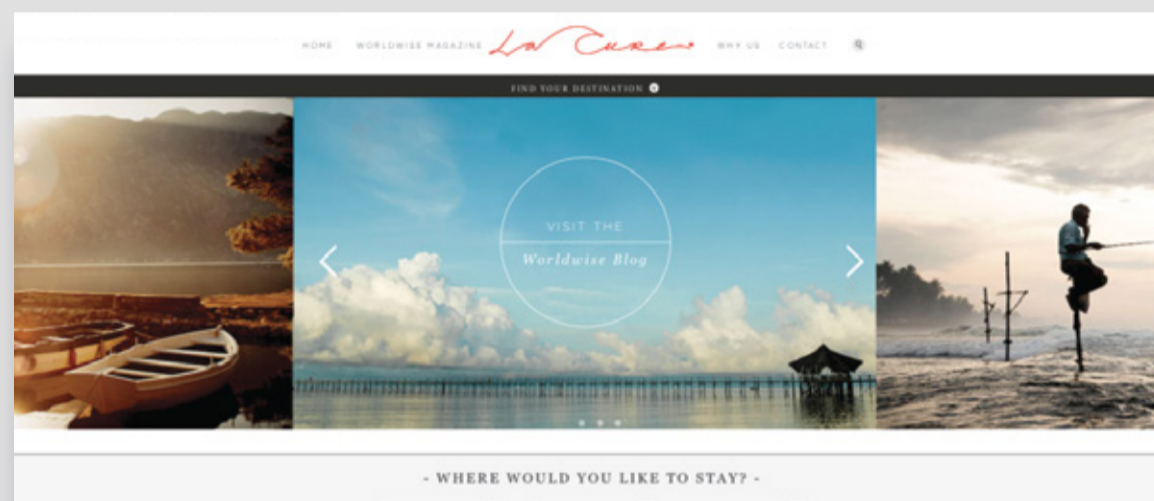 HOME WORLDWISE MAGAZINE La Cure WHY US CONTACT
FIND YOUR DESTINATION
VISIT THE
Worldwise Blog
- WHERE WOULD YOU LIKE TO STAY? -